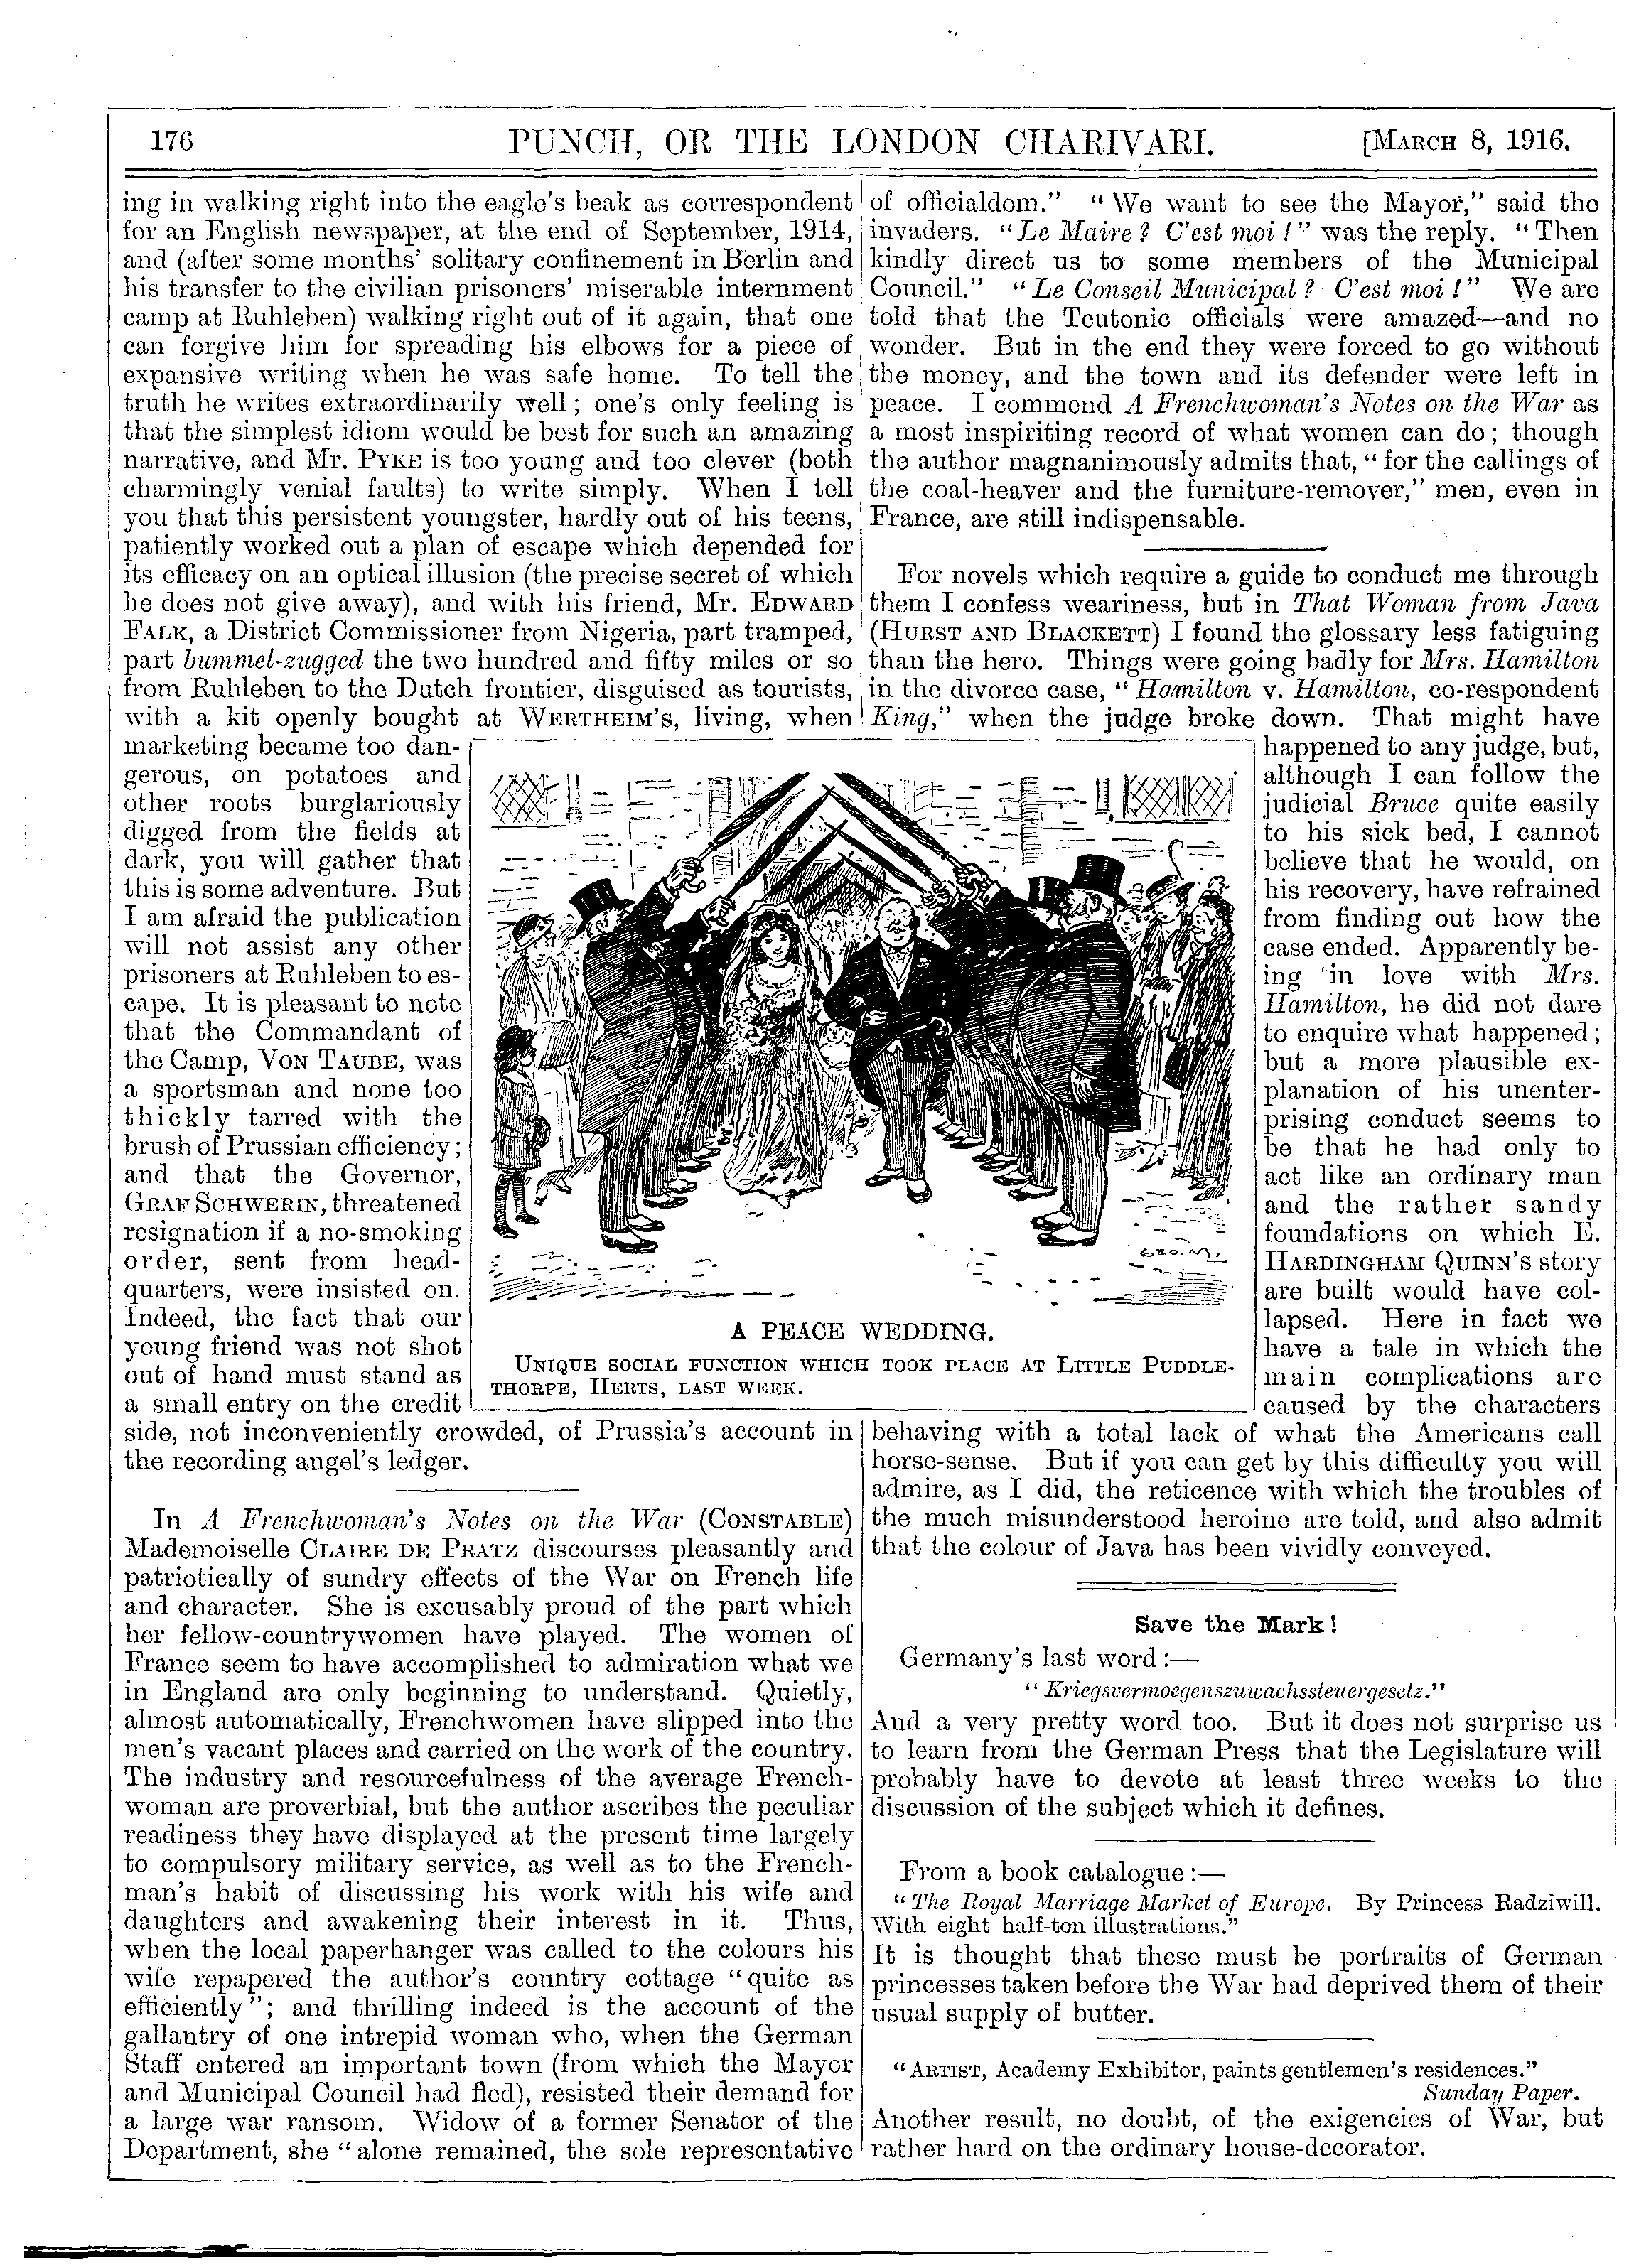 176 PUNCH, OR THE LONDON CHARIVARI. [MARCH 8, 1916.
ing in walking right into the eagle's beak as correspondent
for an English newspaper, at the end of September, 1914,
and (after some months' solitary confinement in Berlin and
his transfer to the civilian prisoners' miserable internment
camp at Ruhleben) walking right out of it again, that one
can forgive him for spreading his elbows for a piece of
expansive writing when he was safe home. To tell the
truth he writes extraordinarily well; one's only feeling is
that the simplest idiom would be best for such an amazing
narrative, and Mr. PYKE is too young and too clever (both
charmingly venial faults) to write simply. When I tell
you that this persistent youngster, hardly out of his teens,
patiently worked out a plan of escape which depended for
its efficacy on an optical illusion (the precise secret of which
he does not give away), and with his friend, Mr. EDWARD
FALK, a District Commissioner from Nigeria, part tramped,
part bummel-zugged the two hundred and fifty miles or so
from Ruhleben to the Dutch frontier, disguised as tourists,
with a kit openly bought at WERTHEIM'S, living, when
marketing became too dan-
gerous, on potatoes and
other roots burglariously
digged from the fields at
dark, you will gather that
this is some adventure. But
I am afraid the publication
will not assist any other
prisoners at Ruhleben to es-
cape. It is pleasant to note
that the Commandant of
the Camp, VON TAUBE, was
a sportsman and none too
thickly tarred with the
brush of Prussian efficiency;
and that the Governor,
GRAF SCHWERIN, threatened
resignation if a no-smoking
order, sent from head-
quarters, were insisted on.
Indeed, the fact that our
young friend was not shot
out of hand must stand as
a small entry on the credit
side, not inconveniently crowded, of Prussia's account in
the recording angel's ledger.
In A Frenchwoman's Notes on the War (CONSTABLE)
Mademoiselle CLAIRE DE PRATZ discourses pleasantly and
patriotically of sundry effects of the War on French life
and character. She is excusably proud of the part which
her fellow-countrywomen have played. The women of
France seem to have accomplished to admiration what we
in England are only beginning to understand. Quietly,
almost automatically, Frenchwomen have slipped into the
men's vacant places and carried on the work of the country.
The industry and resourcefulness of the average French-
woman are proverbial, but the author ascribes the peculiar
readiness they have displayed at the present time largely
to compulsory military service, as well as to the French-
man's habit of discussing his work with his wife and
daughters and awakening their interest in it. Thus,
when the local paperhanger was called to the colours his
wife repapered the author's country cottage "quite as
efficiently"; and thrilling indeed is the account of the
gallantry of one intrepid woman who, when the German
Staff entered an important town (from which the Mayor
and Municipal Council had fled), resisted their demand for
a large war ransom. Widow of a former Senator of the
Department, she "alone remained, the sole representative
of officialdom." "We want to see the Mayor," said the
invaders. "Le Maire? C'est moi!" was the reply. "Then
kindly direct us to some members of the Municipal
Council." "Le Conseil Municipal? C'est moi!" We are
told that the Teutonic officials were amazed—and no
wonder. But in the end they were forced to go without
the money, and the town and its defender were left in
peace. I commend A Frenchwoman's Notes on the War as
a most inspiriting record of what women can do; though
the author magnanimously admits that, "for the callings of
the coal-heaver and the furniture-remover," men, even in
France, are still indispensable.
For novels which require a guide to conduct me through
them I confess weariness, but in That Woman from Java
(HURST AND BLACKETT) I found the glossary less fatiguing
than the hero. Things were going badly for Mrs. Hamilton
in the divorce case, "Hamilton v. Hamilton, co-respondent
King," when the judge broke down. That might have
happened to any judge, but,
although I can follow the
judicial Bruce quite easily
to his sick bed, I cannot
believe that he would, on
his recovery, have refrained
from finding out how the
case ended. Apparently be-
ing in love with Mrs.
Hamilton, he did not dare
to enquire what happened;
but a more plausible ex-
planation of his unenter-
prising conduct seems to
be that he had only to
act like an ordinary man
and the rather sandy
foundations on which E.
HARDINGHAM QUINN'S story
are built would have col-
lapsed. Here in fact we
have a tale in which the
main complications are
caused by the characters
behaving with a total lack of what the Americans call
horse-sense. But if you can get by this difficulty you will
admire, as I did, the reticence with which the troubles of
the much misunderstood heroine are told, and also admit
that the colour of Java has been vividly conveyed.
GEO. M.
A PEACE WEDDING.
UNIQUE SOCIAL FUNCTION WHICH TOOK PLACE AT LITTLE PUDDLE-
THORPE, HERTS, LAST WEEK.
Save the Mark!
Germany's last word:—
"Kriegsvermoegenszuwachssteuergesetz."
And a very pretty word too. But it does not surprise us
to learn from the German Press that the Legislature will
probably have to devote at least three weeks to the
discussion of the subject which it defines.
From a book catalogue:—
"The Royal Marriage Market of Europe. By Princess Radziwill.
With eight half-ton illustrations."
It is thought that these must be portraits of German
princesses taken before the War had deprived them of their
usual supply of butter.
"ARTIST, Academy Exhibitor, paints gentlemen's residences."
Sunday Paper.
Another result, no doubt, of the exigencies of War, but
rather hard on the ordinary house-decorator.